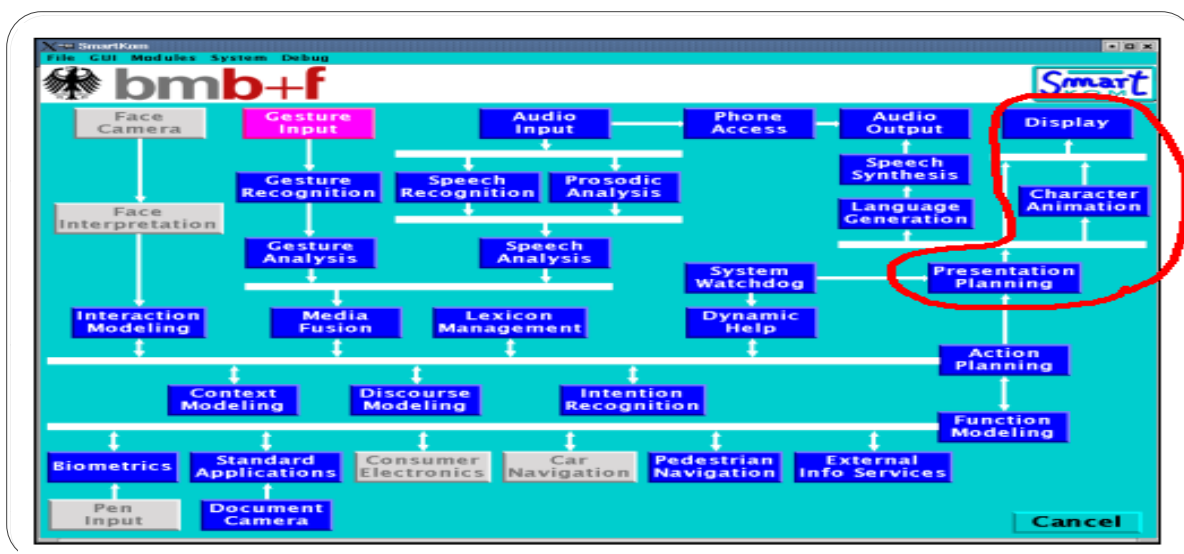 SmartKom
File GUI Modules System Debug
bmb+f
Smart
KOM
Face
Camera
Gesture
Input
Audio
Input
Phone
Access
Audio
Output
Display
Gesture
Recognition
Speech
Recognition
Prosodic
Analysis
Speech
Synthesis
Character
Animation
Face
Interpretation
Language
Generation
Gesture
Analysis
Speech
Analysis
System
Watchdog
Presentation
Planning
Interaction
Modeling
Media
Fusion
Lexicon
Management
Dynamic
Help
Action
Planning
Context
Modeling
Discourse
Modeling
Intention
Recognition
Function
Modeling
Biometrics
Standard
Applications
Consumer
Electronics
Car
Navigation
Pedestrian
Navigation
External
Info Services
Pen
Input
Document
Camera
Cancel